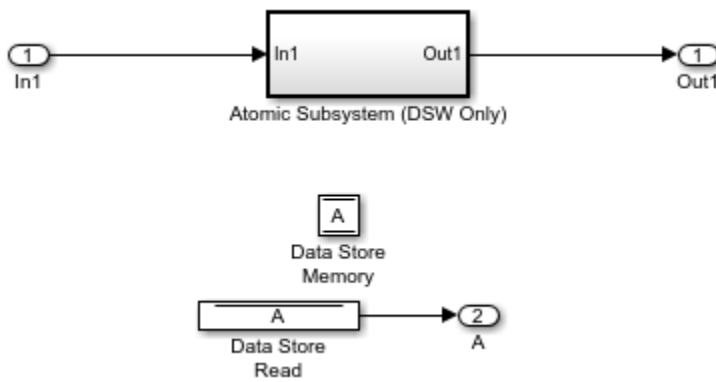 1
In1
In1
Out1
1
Out1
Atomic Subsystem (DSW Only)
A
Data Store
Memory
A
Data Store
Read
2
A